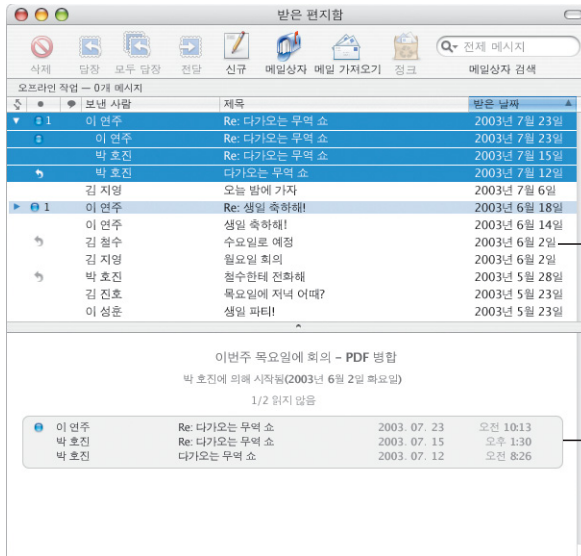 받은 편지함
삭제 답장 모두 답장 전달 신규 메일상자 메일 가져오기 정크 전체 메시지 메일상자 검색
오프라인 작업 — 0개 메시지
보낸 사람 제목 받은 날짜
1 이 연주 Re: 다가오는 무역 쇼 2003년 7월 23일
이 연주 Re: 다가오는 무역 쇼 2003년 7월 23일
박 호진 Re: 다가오는 무역 쇼 2003년 7월 15일
박 호진 다가오는 무역 쇼 2003년 7월 12일
김 지영 오늘 밤에 가자 2003년 7월 6일
1 이 연주 Re: 생일 축하해! 2003년 6월 18일
이 연주 생일 축하해! 2003년 6월 14일
김 철수 수요일로 예정 2003년 6월 2일
김 지영 월요일 회의 2003년 6월 2일
박 호진 철수한테 전화해 2003년 5월 28일
김 진호 목요일에 저녁 어때? 2003년 5월 23일
이 성훈 생일 파티! 2003년 5월 23일
이번주 목요일에 회의 – PDF 병합
박 호진에 의해 시작됨(2003년 6월 2일 화요일)
1/2 읽지 않음
이 연주 Re: 다가오는 무역 쇼 2003. 07. 23 오전 10:13
박 호진 Re: 다가오는 무역 쇼 2003. 07. 15 오후 1:30
박 호진 다가오는 무역 쇼 2003. 07. 12 오전 8:26